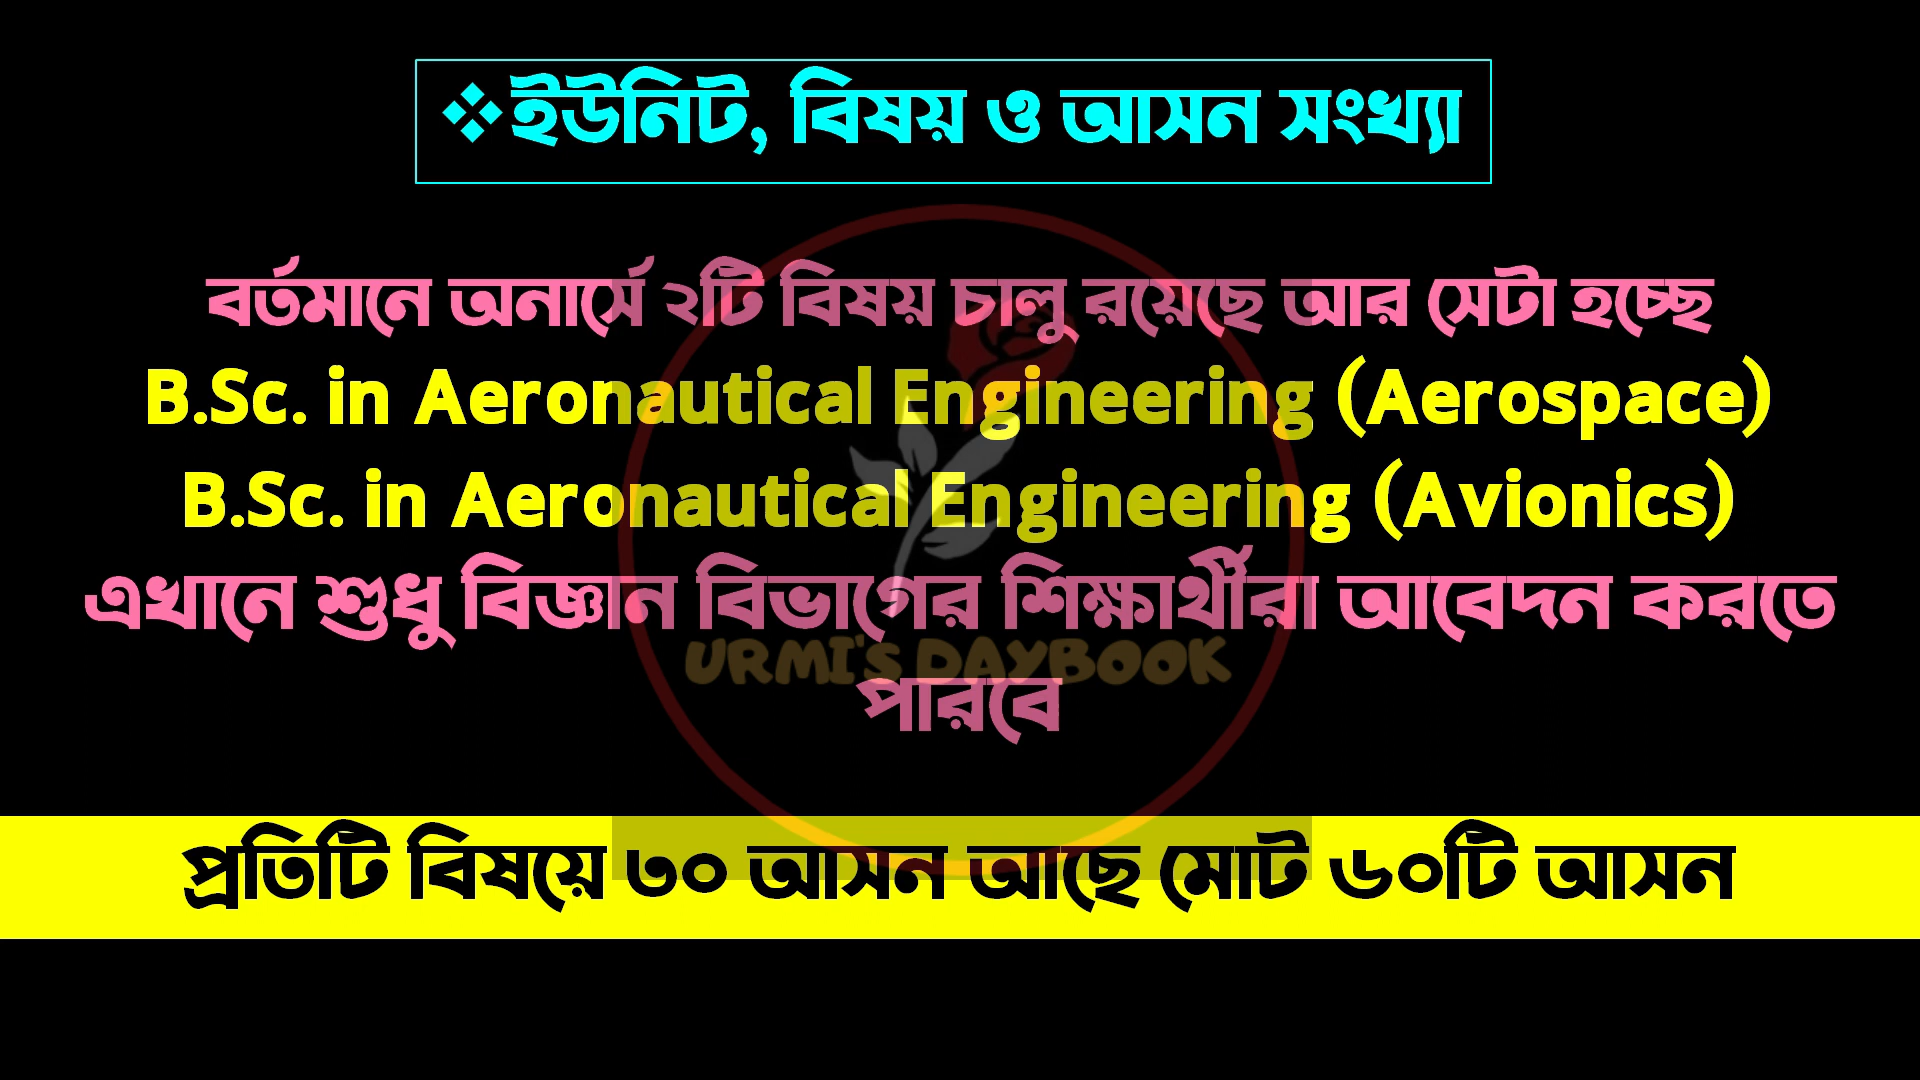 ❖ইউনিট, বিষয় ও আসন সংখ্যা
বর্তমানে অনার্সে ২টি বিষয় চালু রয়েছে আর সেটা হচ্ছে
B.Sc. in Aeronautical Engineering (Aerospace)
B.Sc. in Aeronautical Engineering (Avionics)
এখানে শুধু বিজ্ঞান বিভাগের শিক্ষার্থীরা আবেদন করতে
পারবে
URMI'S DAYBOOK
প্রতিটি বিষয়ে ৩০ আসন আছে মোট ৬০টি আসন